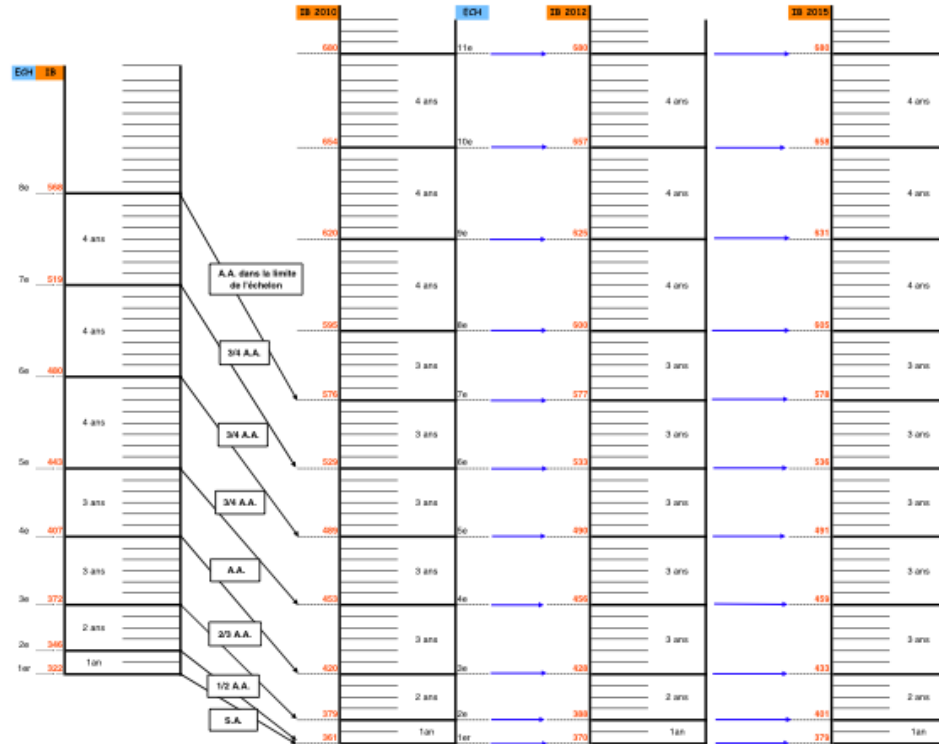 IB 2010 ECH IB 2012 IB 2015
680 11e 680 680
ECH IB
4 ans 4 ans 4 ans
654 10e 657 658
8e 568
4 ans 4 ans 4 ans
4 ans
620 9e 625 631
A.A. dans la limite
de l'échelon
7e 519
4 ans 4 ans 4 ans
4 ans
595 8e 600 605
3/4 A.A.
3 ans 3 ans 3 ans
6e 480
576 7e 577 578
4 ans
3/4 A.A.
3 ans 3 ans 3 ans
5e 443
529 6e 533 536
3 ans
3/4 A.A.
3 ans 3 ans 3 ans
4e 407
489 5e 490 491
3 ans
A.A.
3 ans 3 ans 3 ans
3e 372
453 4e 456 459
2 ans
2/3 A.A.
3 ans 3 ans 3 ans
2e 346
1an
1er 322
420 3e 428 433
1/2 A.A.
2 ans 2 ans 2 ans
S.A.
379 2e 388 401
1an 1an 1an
361 1er 370 379